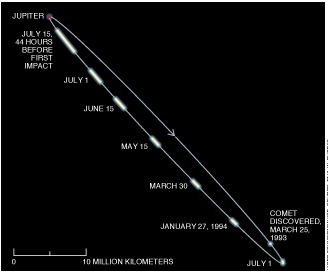 JUPITER
JULY 15,
44 HOURS
BEFORE
FIRST
IMPACT
JULY 1
JUNE 15
MAY 15
MARCH 30
JANUARY 27, 1994
COMET
DISCOVERED,
MARCH 25,
1993
JULY 1
0
10 MILLION KILOMETERS